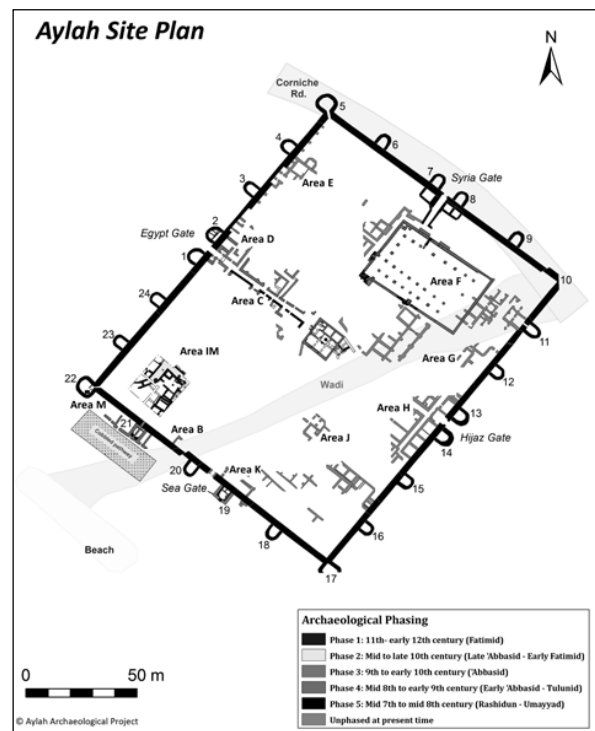 Aylah Site Plan
N
Corniche
Rd.
5
6
4
7
Syria Gate
Area E
3
8
2
Egypt Gate
Area D
9
1
Area F
10
24
Area C
11
23
Area IM
Area G
12
22
Wadi
Area M
Area H
13
21
Area B
14
Hijaz Gate
Area J
20
Area K
15
Sea Gate
19
16
Beach
18
17
Archaeological Phasing
Phase 1: 11th- early 12th century (Fatimid)
Phase 2: Mid to late 10th century (Late 'Abbasid - Early Fatimid)
Phase 3: 9th to early 10th century ('Abbasid)
Phase 4: Mid 8th to early 9th century (Early 'Abbasid - Tulunid)
Phase 5: Mid 7th to mid 8th century (Rashidun - Umayyad)
Unphased at present time
0 50 m
© Aylah Archaeological Project